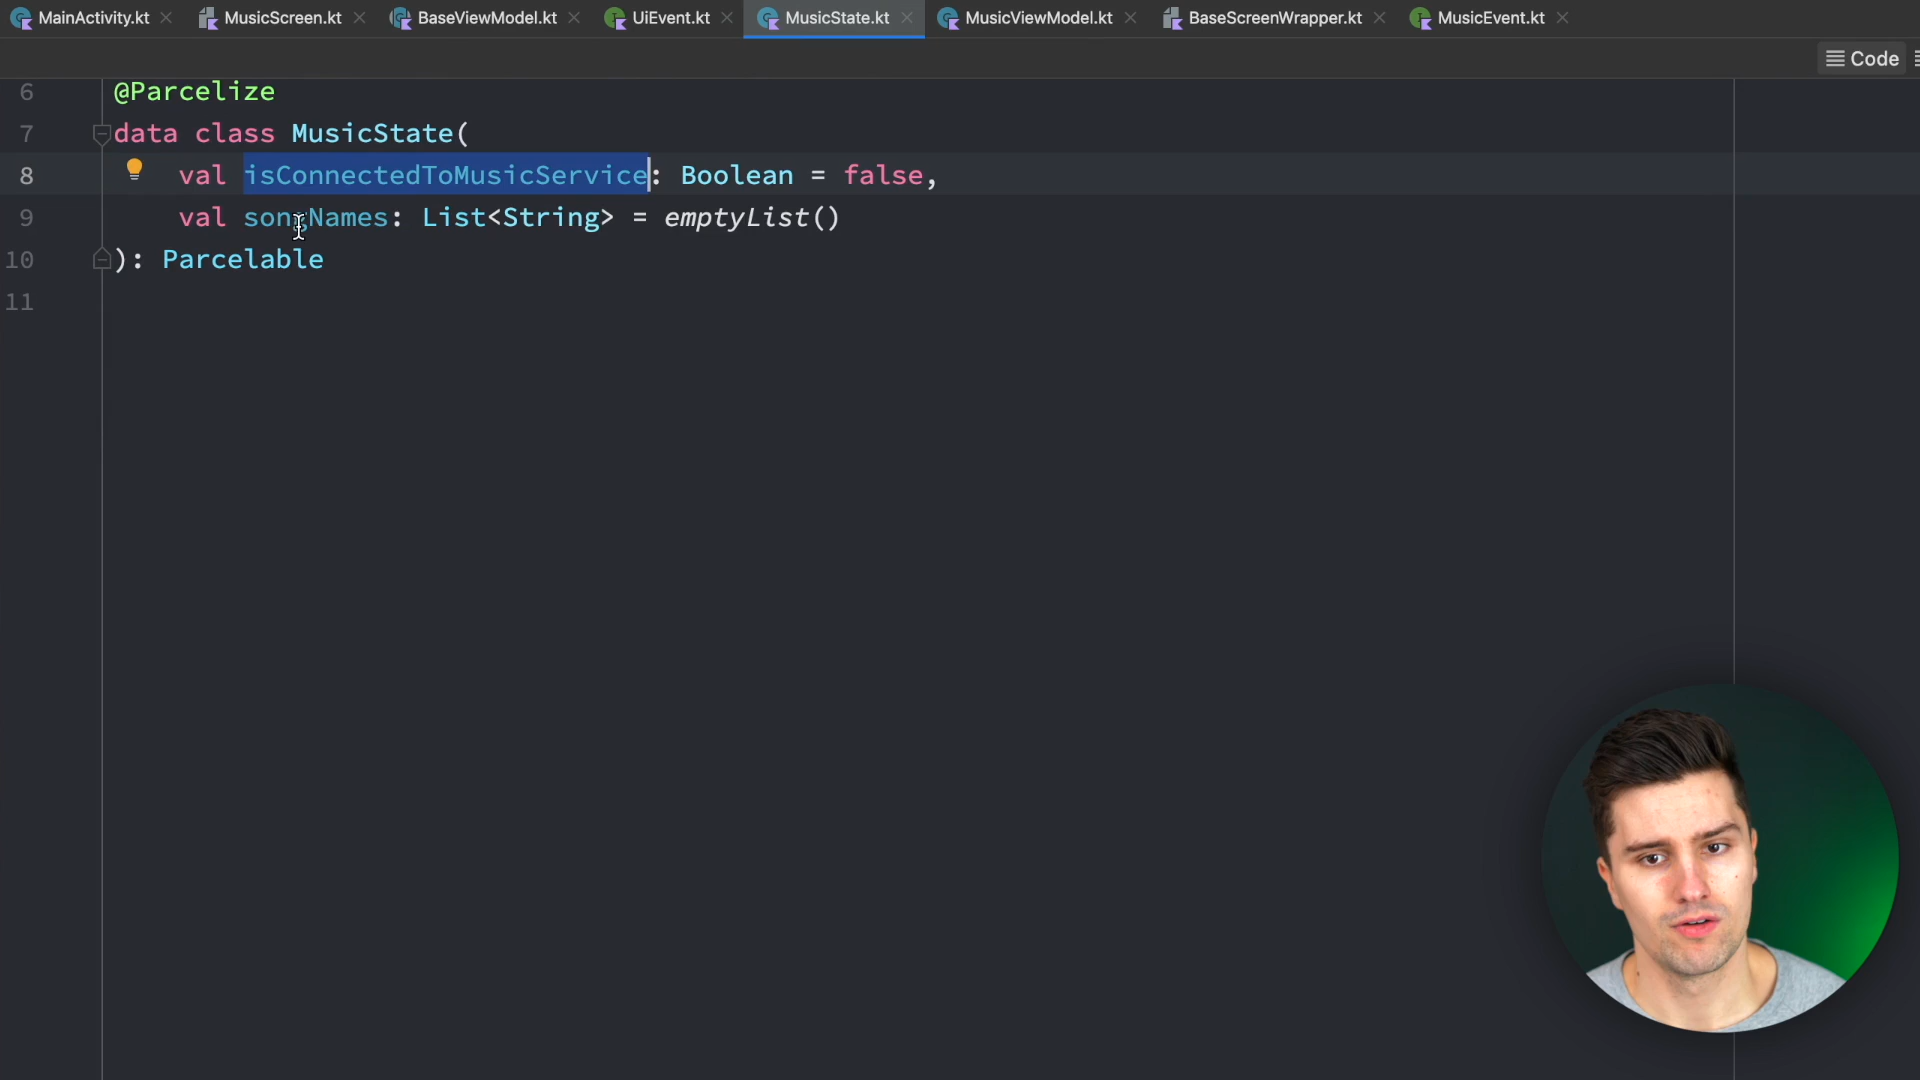 MainActivity.kt
MusicScreen.kt
BaseViewModel.kt
UiEvent.kt
MusicState.kt
MusicViewModel.kt
BaseScreenWrapper.kt
MusicEvent.kt
Code
6 @Parcelize
7 data class MusicState(
8 val isConnectedToMusicService: Boolean = false,
9 val songNames: List<String> = emptyList()
10 ): Parcelable
11